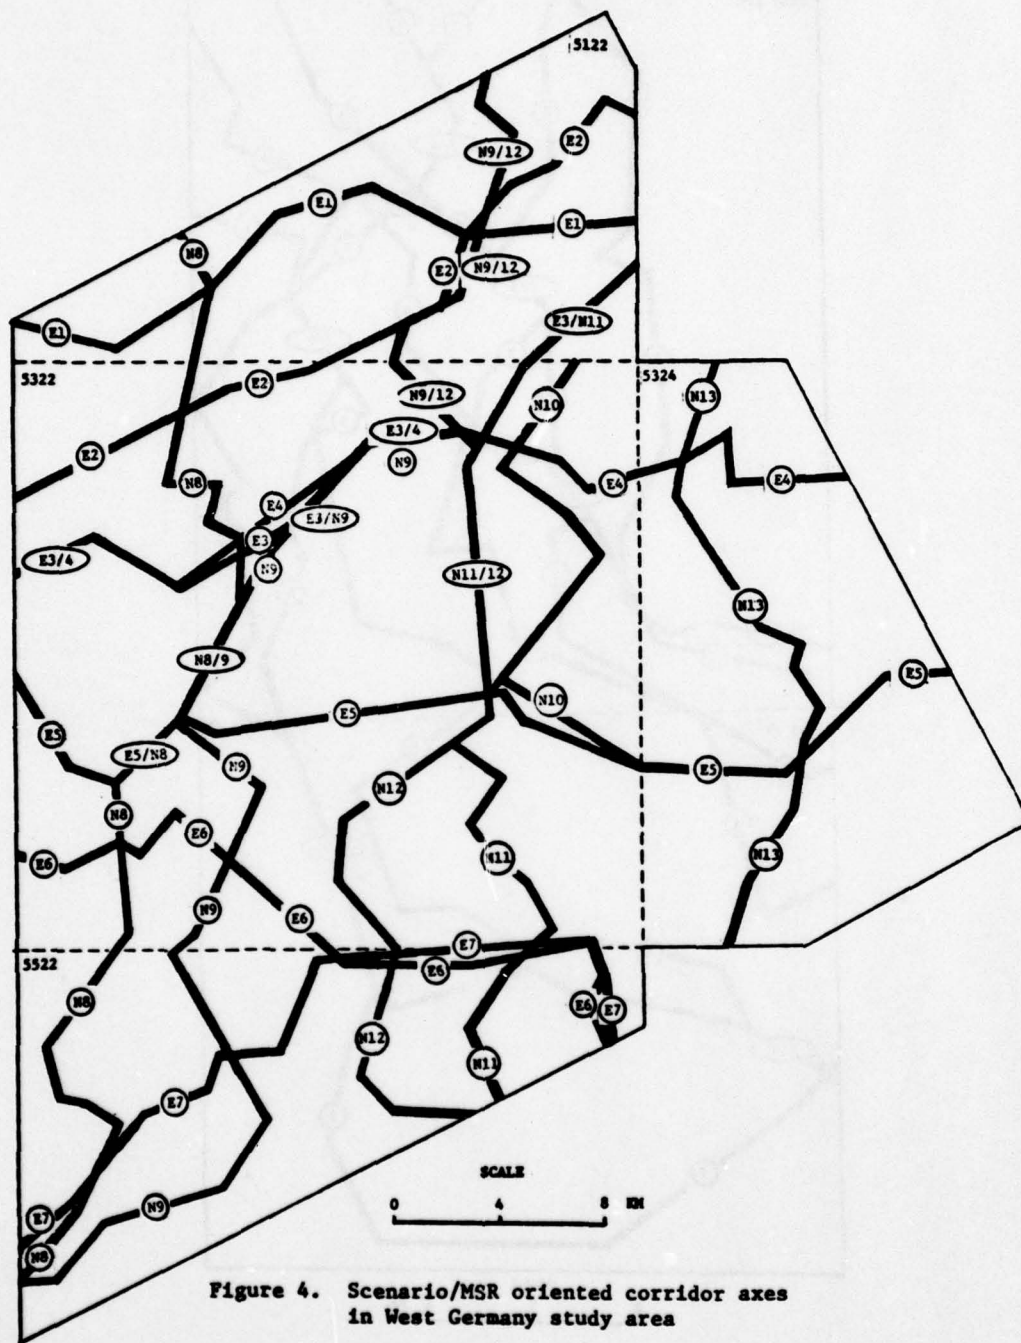 5122
E2
N9/12
E1
E1
N8
E2
N9/12
E3/N11
E1
5322
E2
5324
N9/12
N13
N10
E3/4
E2
N9
E4
E4
N8
E4
E3/N9
E3
E3/4
N9
N11/12
N13
N8/9
E5
N10
E5
E5
E5/N8
N9
E5
N12
N8
E6
E6
N11
N13
N9
E6
E7
5522
E6
N8
E6
E7
N12
N11
E7
SCALE
0 4 8 KM
N9
E7
N8
Figure 4. Scenario/MSR oriented corridor axes
in West Germany study area